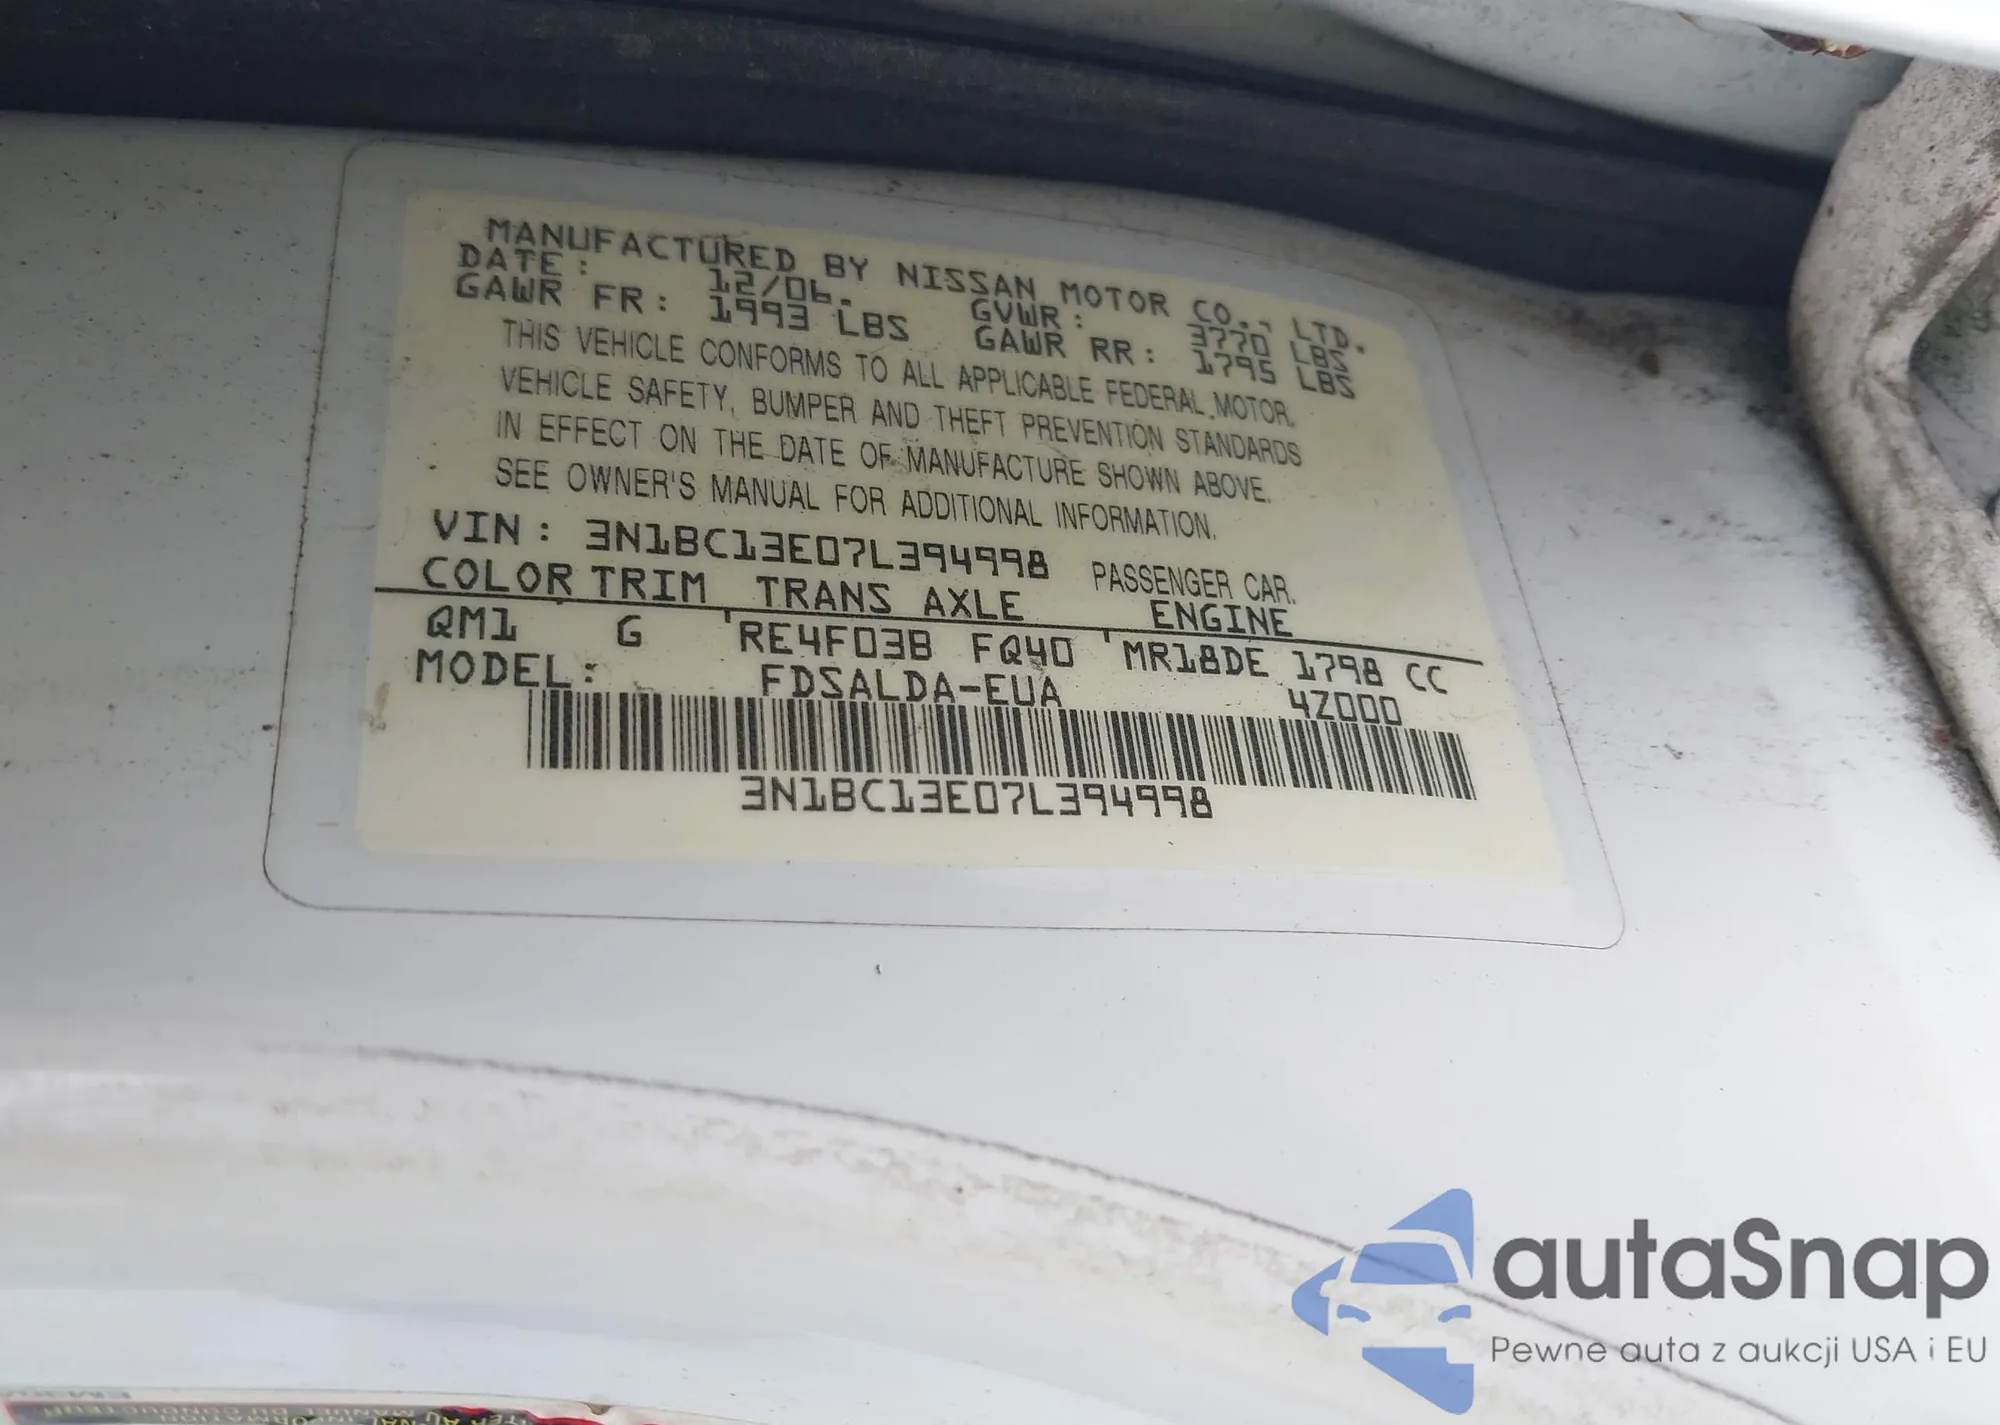 MANUFACTURED BY NISSAN MOTOR CO., LTD.
DATE: 12/06. GVWR: 3770 LBS
GAWR FR: 1993 LBS GAWR RR: 1795 LBS
THIS VEHICLE CONFORMS TO ALL APPLICABLE FEDERAL MOTOR
VEHICLE SAFETY, BUMPER AND THEFT PREVENTION STANDARDS
IN EFFECT ON THE DATE OF MANUFACTURE SHOWN ABOVE.
SEE OWNER'S MANUAL FOR ADDITIONAL INFORMATION.
VIN: 3N1BC13E07L394998 PASSENGER CAR.
COLOR TRIM TRANS AXLE ENGINE
QM1 G RE4F03B FQ40 MR18DE 1798 CC
MODEL: FDSALDA-EUA 4Z000
3N1BC13E07L394998
autaSnap
Pewne auta z aukcji USA i EU
MANUEL DU CONDUCTEUR